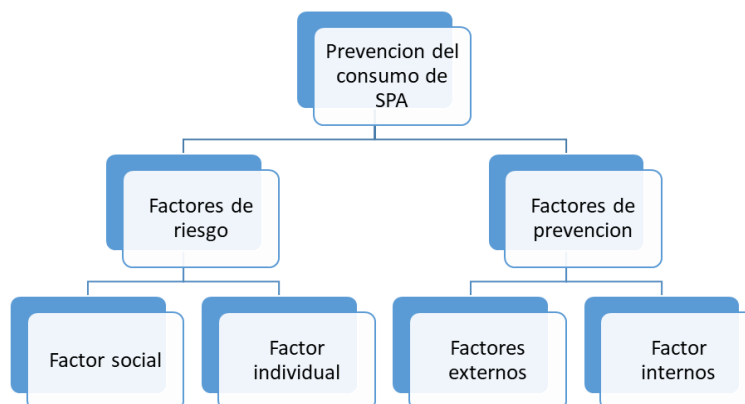 Prevencion del
consumo de
SPA
Factores de
riesgo
Factores de
prevencion
Factor social
Factor
individual
Factores
externos
Factor
internos